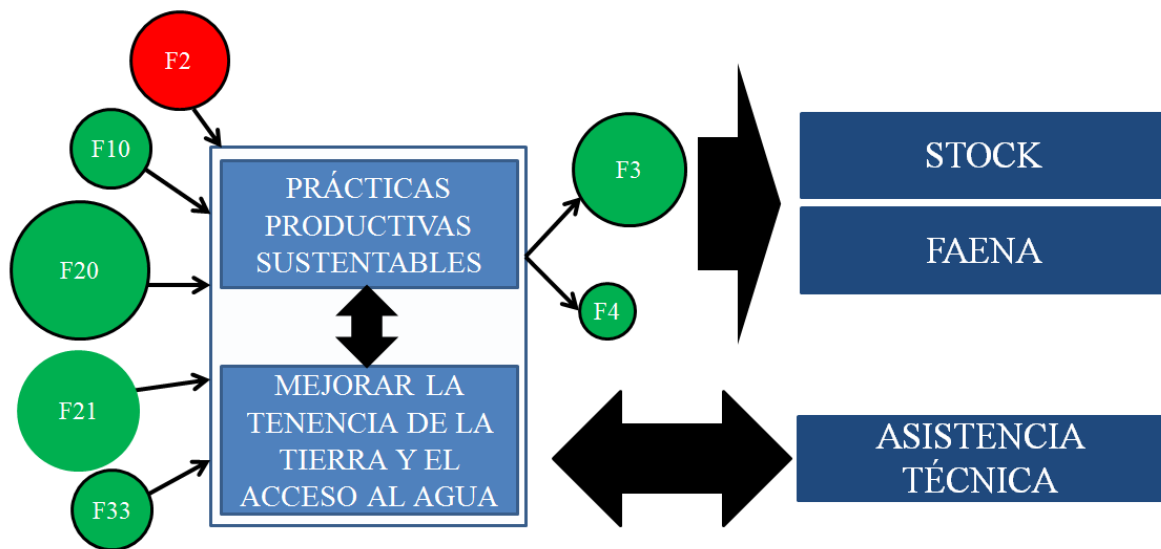 F2
F10
F20
F21
F33
PRÁCTICAS
PRODUCTIVAS
SUSTENTABLES
MEJORAR LA
TENENCIA DE LA
TIERRA Y EL
ACCESO AL AGUA
F3
F4
STOCK
FAENA
ASISTENCIA
TÉCNICA